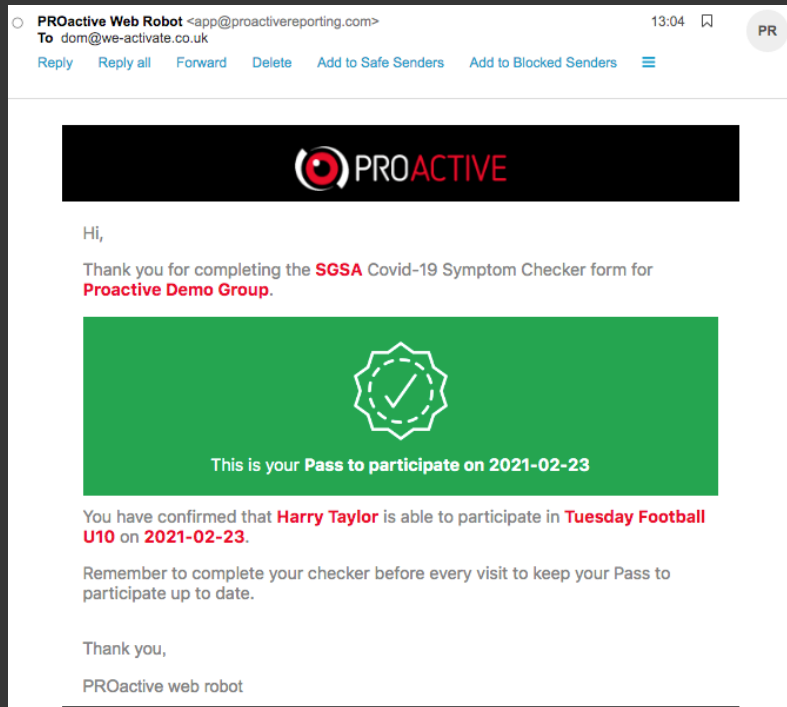 PROactive Web Robot <app@proactivereporting.com> 13:04
PR
To dom@we-activate.co.uk
Reply Reply all Forward Delete Add to Safe Senders Add to Blocked Senders
PROACTIVE
Hi,
Thank you for completing the SGSA Covid-19 Symptom Checker form for
Proactive Demo Group.
This is your Pass to participate on 2021-02-23
You have confirmed that Harry Taylor is able to participate in Tuesday Football
U10 on 2021-02-23.
Remember to complete your checker before every visit to keep your Pass to
participate up to date.
Thank you,
PROactive web robot